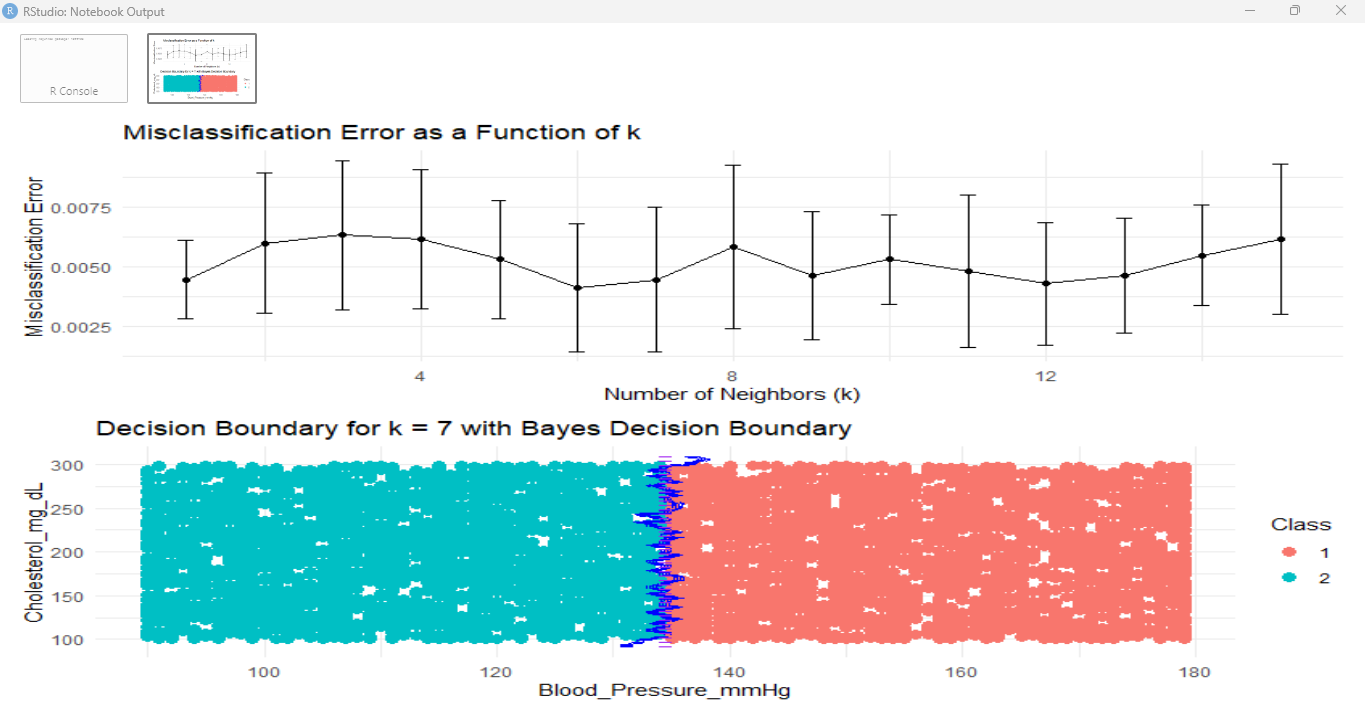 RStudio: Notebook Output
R Console
Misclassification Error as a Function of k
Misclassification Error
0.0075
0.0050
0.0025
4 8 12
Number of Neighbors (k)
Decision Boundary for k = 7 with Bayes Decision Boundary
Cholesterol_mg_dL
300
250
200
150
100
100 120 140 160 180
Blood_Pressure_mmHg
Class
1
2